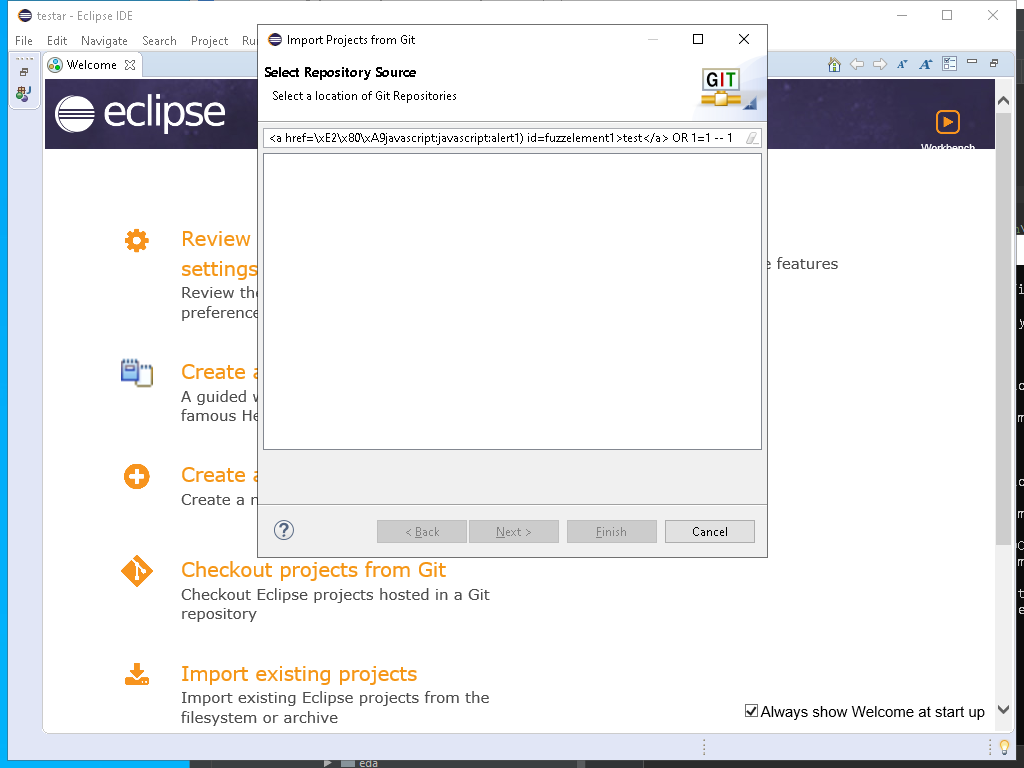 testar - Eclipse IDE
File Edit Navigate Search Project Ru
Welcome
eclipse
Workbench
Import Projects from Git
Select Repository Source
Select a location of Git Repositories
GIT
<a href=\xE2\x80\xA9javascript:javascript:alert1) id=fuzzelement1>test</a> OR 1=1 -- 1
< Back Next > Finish Cancel
Review
settings
Review the
preference
e features
Create a
A guided w
famous He
Create a
Create a n
Checkout projects from Git
Checkout Eclipse projects hosted in a Git
repository
Import existing projects
Import existing Eclipse projects from the
filesystem or archive
Always show Welcome at start up
eda